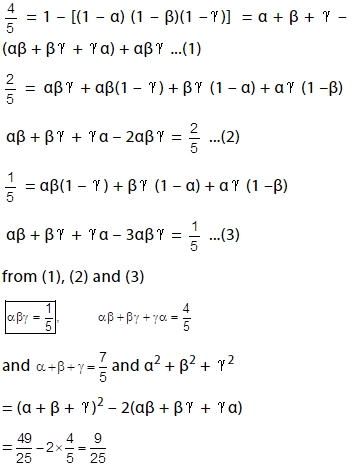 4/5 = 1 – [(1 – α) (1 – β)(1 – γ)] = α + β + γ –
(αβ + βγ + γα) + αβγ ...(1)
2/5 = αβγ + αβ(1 – γ) + βγ (1 – α) + αγ (1 –β)
αβ + βγ + γα – 2αβγ = 2/5 ...(2)
1/5 = αβ(1 – γ) + βγ (1 – α) + αγ (1 –β)
αβ + βγ + γα – 3αβγ = 1/5 ...(3)
from (1), (2) and (3)
αβγ = 1/5, αβ + βγ + γα = 4/5
and α + β + γ = 7/5 and α² + β² + γ²
= (α + β + γ)² – 2(αβ + βγ + γα)
= 49/25 – 2 × 4/5 = 9/25